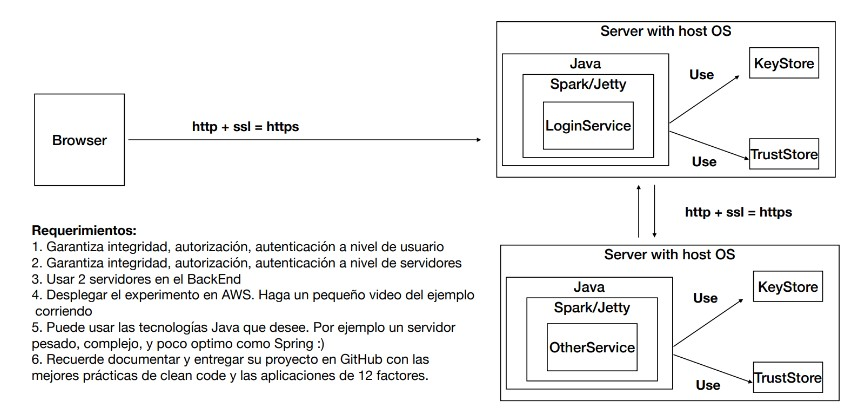 Server with host OS
Java
Spark/Jetty
LoginService
Use
KeyStore
Use
TrustStore
Browser
http + ssl = https
http + ssl = https
Server with host OS
Java
Spark/Jetty
OtherService
Use
KeyStore
Use
TrustStore
Requerimientos:
1. Garantiza integridad, autorización, autenticación a nivel de usuario
2. Garantiza integridad, autorización, autenticación a nivel de servidores
3. Usar 2 servidores en el BackEnd
4. Desplegar el experimento en AWS. Haga un pequeño video del ejemplo
corriendo
5. Puede usar las tecnologías Java que desee. Por ejemplo un servidor
pesado, complejo, y poco optimo como Spring :)
6. Recuerde documentar y entregar su proyecto en GitHub con las
mejores prácticas de clean code y las aplicaciones de 12 factores.